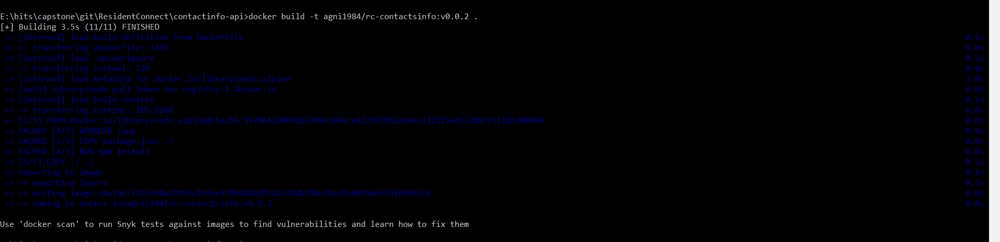 E:\bits\capstone\git\ResidentConnect\contactinfo-api>docker build -t agni1984/rc-contactsinfo:v0.0.2 .
[+] Building 3.5s (11/11) FINISHED
=> [internal] load build definition from Dockerfile 0.1s
=> => transferring dockerfile: 143B 0.0s
=> [internal] load .dockerignore 0.1s
=> => transferring context: 52B 0.0s
=> [internal] load metadata for docker.io/library/node:alpine 3.0s
=> [auth] library/node:pull token for registry-1.docker.io 0.0s
=> [internal] load build context 0.1s
=> => transferring context: 105.82kB 0.0s
=> [1/5] FROM docker.io/library/node:alpine@sha256:597864180891b2498e104ace823507882aa9ae132115af63dd8fc611bb300984 0.0s
=> CACHED [2/5] WORKDIR /app 0.0s
=> CACHED [3/5] COPY package.json ./ 0.0s
=> CACHED [4/5] RUN npm install 0.0s
=> [5/5] COPY ./ ./ 0.1s
=> exporting to image 0.1s
=> => exporting layers 0.1s
=> => writing image sha256:f18c990e2919fc49fbe539b94d8d953457ddb780e78adfe60d5b6f55fb8691c6 0.0s
=> => naming to docker.io/agni1984/rc-contactsinfo:v0.0.2 0.0s
Use 'docker scan' to run Snyk tests against images to find vulnerabilities and learn how to fix them